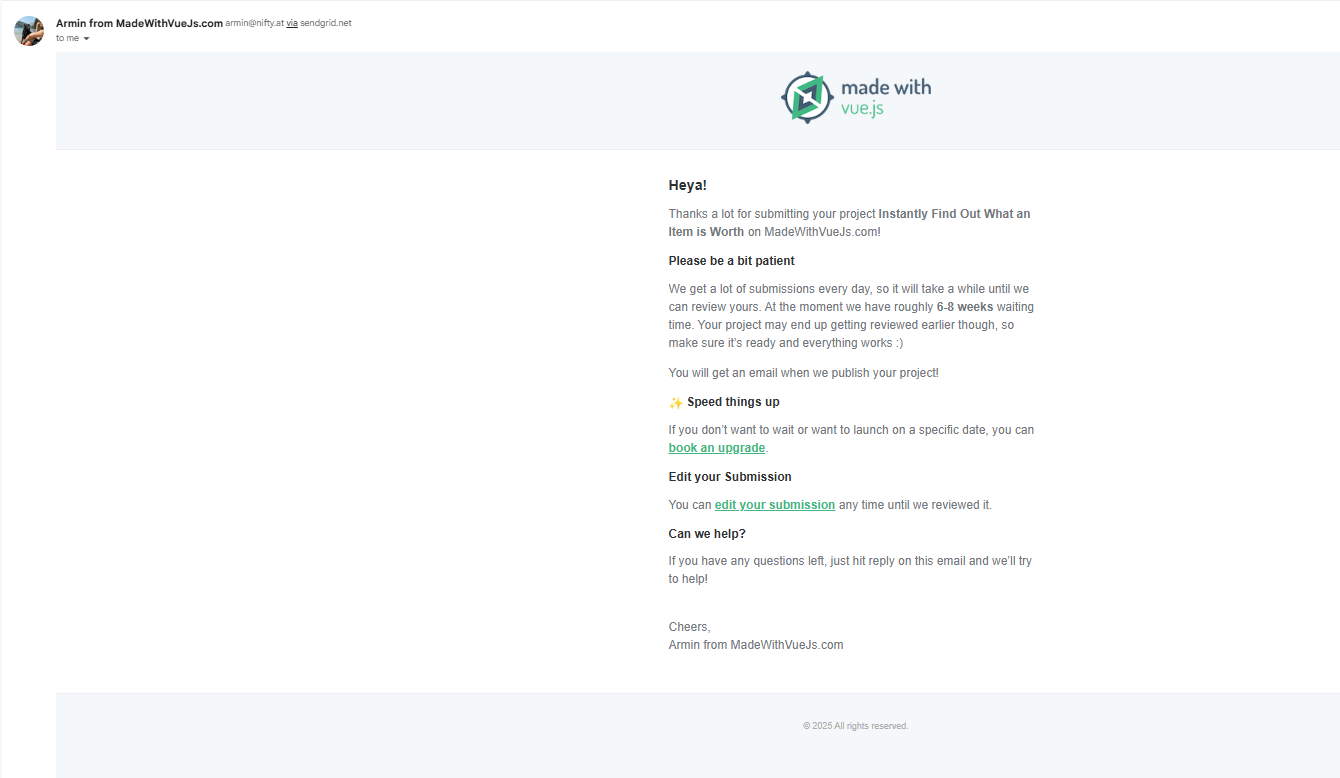 Armin from MadeWithVueJs.com armin@nifty.at via sendgrid.net
to me
made with
vue.js
Heya!
Thanks a lot for submitting your project Instantly Find Out What an
Item is Worth on MadeWithVueJs.com!
Please be a bit patient
We get a lot of submissions every day, so it will take a while until we
can review yours. At the moment we have roughly 6-8 weeks waiting
time. Your project may end up getting reviewed earlier though, so
make sure it's ready and everything works :)
You will get an email when we publish your project!
✨ Speed things up
If you don't want to wait or want to launch on a specific date, you can
book an upgrade.
Edit your Submission
You can edit your submission any time until we reviewed it.
Can we help?
If you have any questions left, just hit reply on this email and we'll try
to help!
Cheers,
Armin from MadeWithVueJs.com
© 2025 All rights reserved.